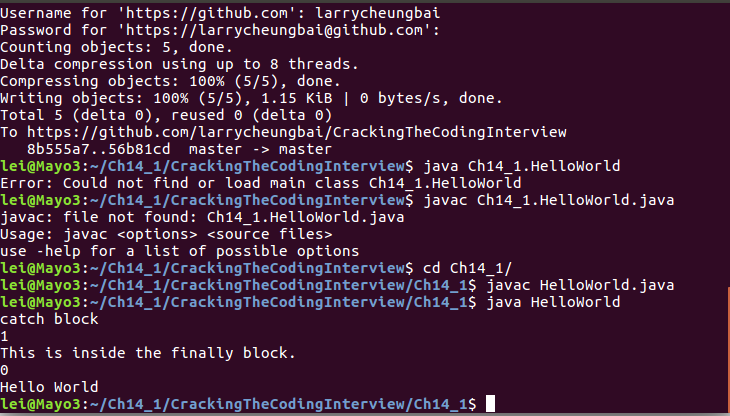 Username for 'https://github.com': larrycheungbai
Password for 'https://larrycheungbai@github.com':
Counting objects: 5, done.
Delta compression using up to 8 threads.
Compressing objects: 100% (5/5), done.
Writing objects: 100% (5/5), 1.15 KiB | 0 bytes/s, done.
Total 5 (delta 0), reused 0 (delta 0)
To https://github.com/larrycheungbai/CrackingTheCodingInterview
   8b555a7..56b81cd  master -> master
lei@Mayo3:~/Ch14_1/CrackingTheCodingInterview$ java Ch14_1.HelloWorld
Error: Could not find or load main class Ch14_1.HelloWorld
lei@Mayo3:~/Ch14_1/CrackingTheCodingInterview$ javac Ch14_1.HelloWorld.java
javac: file not found: Ch14_1.HelloWorld.java
Usage: javac <options> <source files>
use -help for a list of possible options
lei@Mayo3:~/Ch14_1/CrackingTheCodingInterview$ cd Ch14_1/
lei@Mayo3:~/Ch14_1/CrackingTheCodingInterview/Ch14_1$ javac HelloWorld.java
lei@Mayo3:~/Ch14_1/CrackingTheCodingInterview/Ch14_1$ java HelloWorld
catch block
1
This is inside the finally block.
0
Hello World
lei@Mayo3:~/Ch14_1/CrackingTheCodingInterview/Ch14_1$